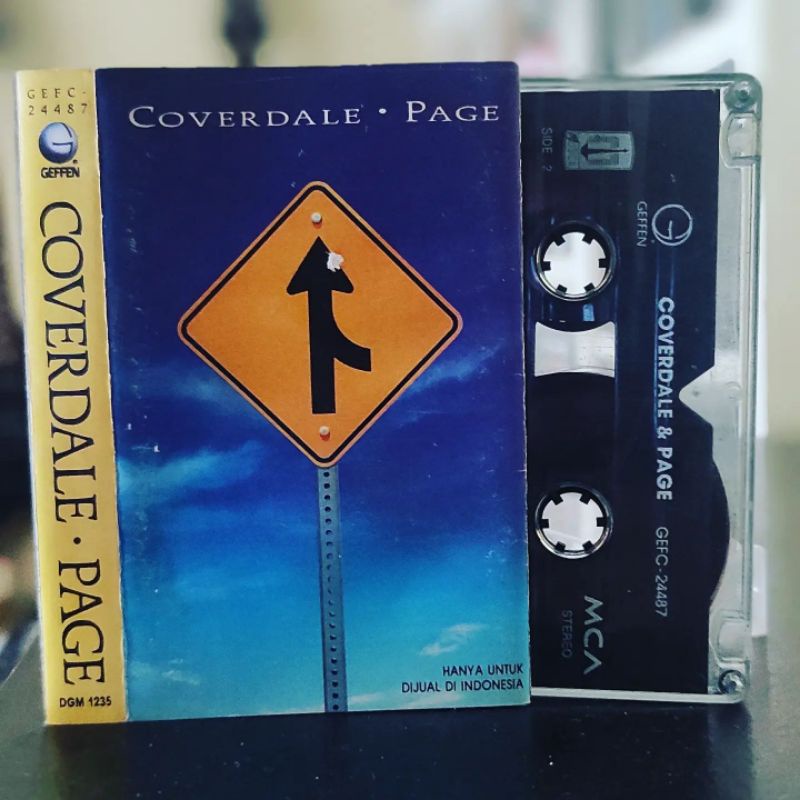 GEFC-
24487
GEFFEN
COVERDALE · PAGE
DGM 1235
COVERDALE · PAGE
HANYA UNTUK
DIJUAL DI INDONESIA
SIDE 2
GEFFEN
COVERDALE & PAGE
GEFC-24487
MCA
STEREO